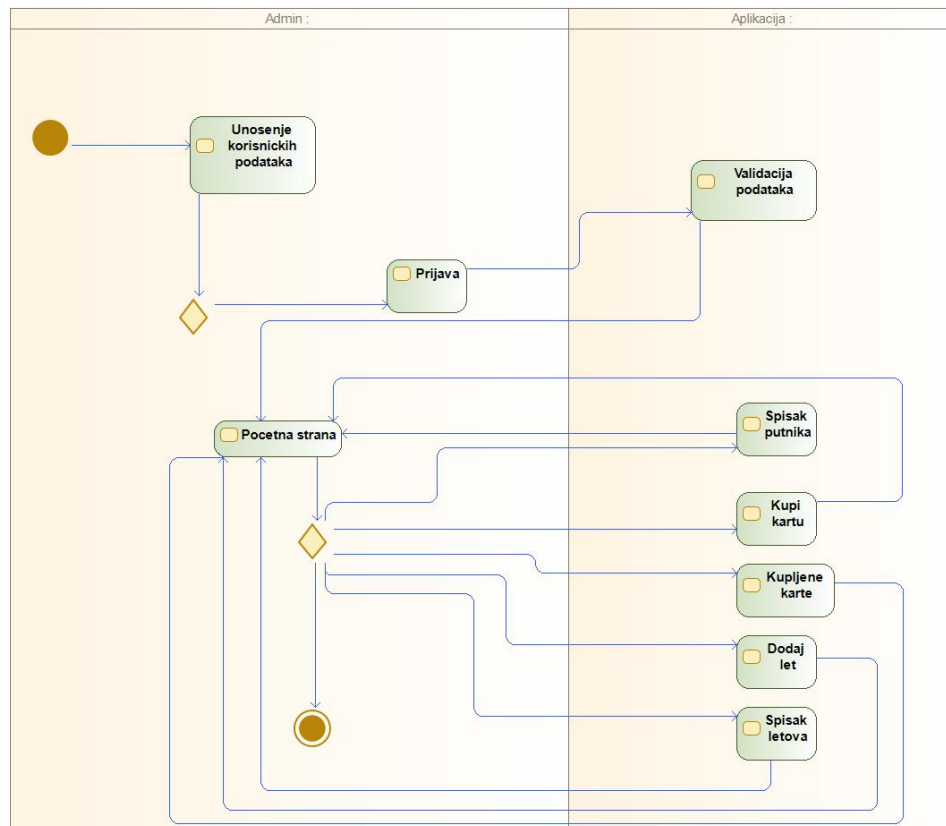 Admin :
Aplikacija :
Unosenje
korisnickih
podataka
Validacija
podataka
Prijava
Pocetna strana
Spisak
putnika
Kupi
kartu
Kupljene
karte
Dodaj
let
Spisak
letova